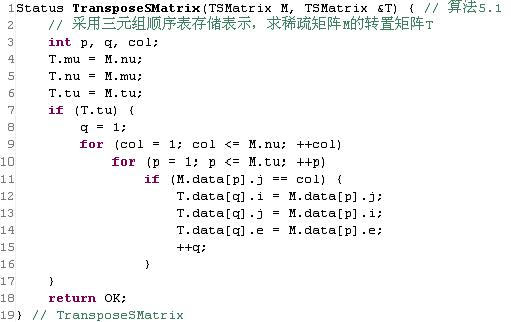 1Status TransposeSMatrix(TSMatrix M, TSMatrix &T) { // 算法5.1
2    // 采用三元组顺序表存储表示，求稀疏矩阵M的转置矩阵T
3    int p, q, col;
4    T.mu = M.nu;
5    T.nu = M.mu;
6    T.tu = M.tu;
7    if (T.tu) {
8        q = 1;
9        for (col = 1; col <= M.nu; ++col)
10            for (p = 1; p <= M.tu; ++p)
11                if (M.data[p].j == col) {
12                    T.data[q].i = M.data[p].j;
13                    T.data[q].j = M.data[p].i;
14                    T.data[q].e = M.data[p].e;
15                    ++q;
16                }
17    }
18    return OK;
19} // TransposeSMatrix